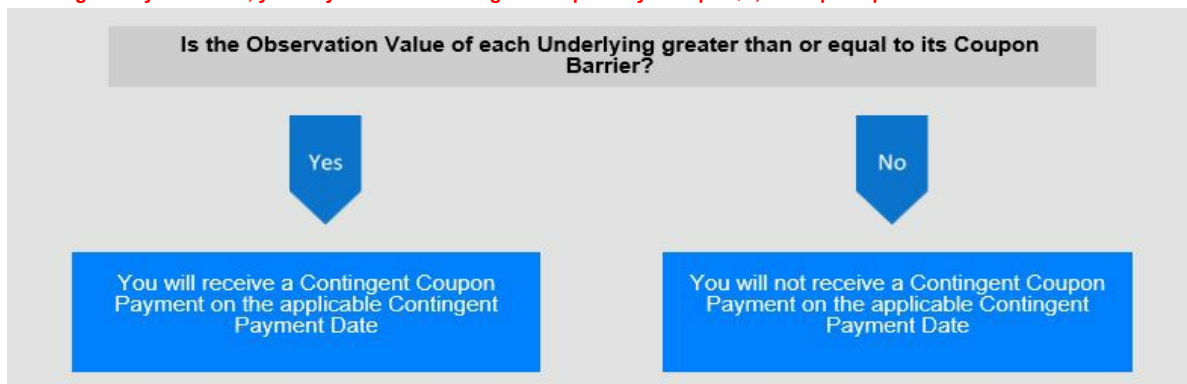 Is the Observation Value of each Underlying greater than or equal to its Coupon
Barrier?
Yes
No
You will receive a Contingent Coupon
Payment on the applicable Contingent
Payment Date
You will not receive a Contingent Coupon
Payment on the applicable Contingent
Payment Date